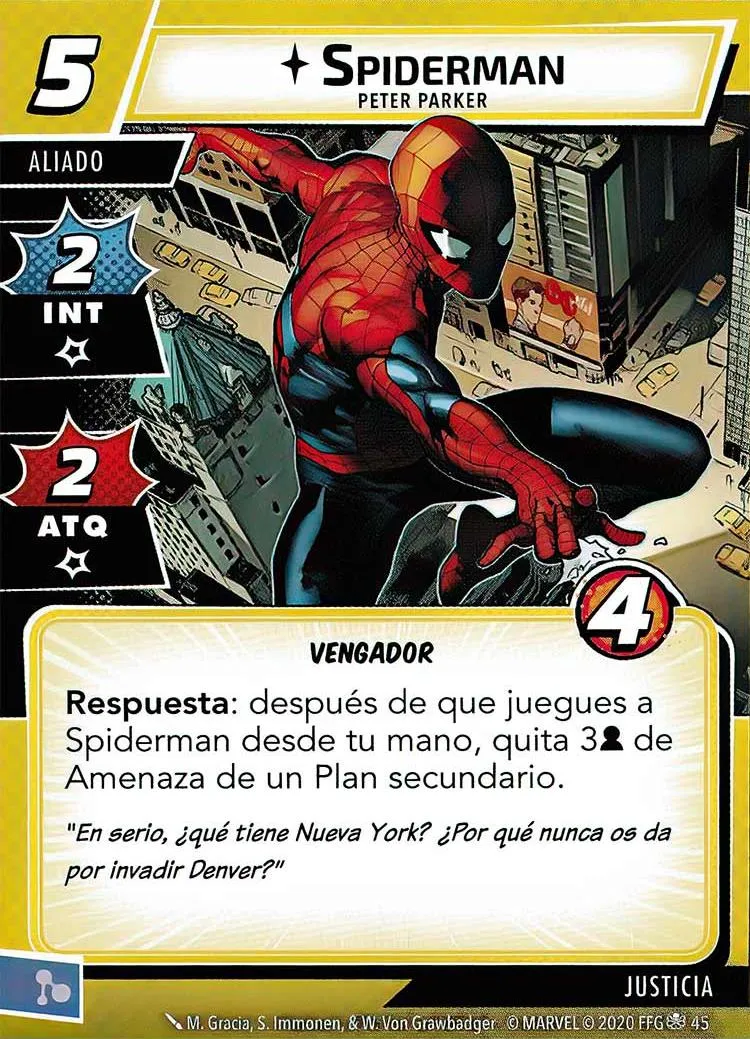 5
SPIDERMAN
PETER PARKER
ALIADO
2
INT
2
ATQ
4
VENGADOR
Respuesta: después de que juegues a
Spiderman desde tu mano, quita 3 de
Amenaza de un Plan secundario.
"En serio, ¿qué tiene Nueva York? ¿Por qué nunca os da
por invadir Denver?"
JUSTICIA
M. Gracia, S. Immonen, & W. Von Grawbadger © MARVEL © 2020 FFG 45